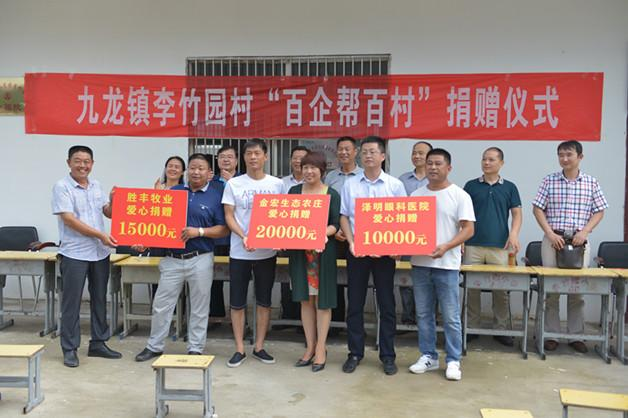 九龙镇李竹园村“百企帮百村”捐赠仪式
胜丰牧业
爱心捐赠
15000元
金宏生态农庄
爱心捐赠
20000元
泽明眼科医院
爱心捐赠
10000元